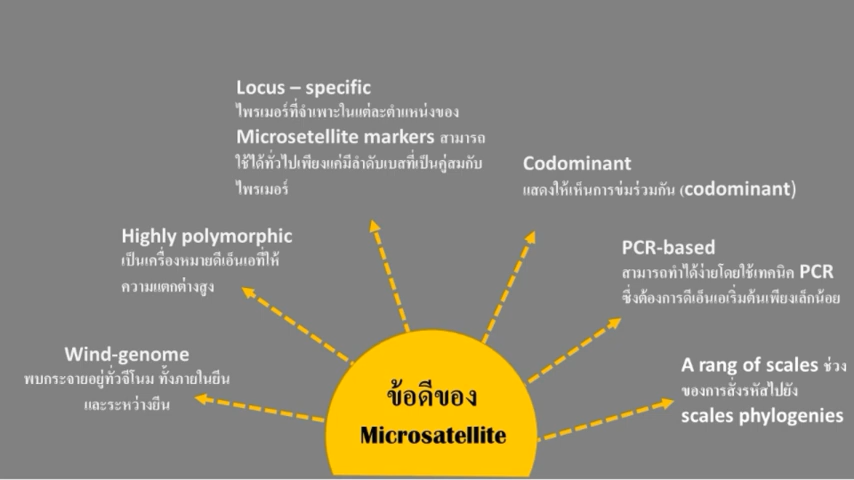 Locus – specific
ไพรเมอร์ที่จำเพาะในแต่ละตำแหน่งของ
Microsetellite markers สามารถ
ใช้ได้ทั่วไปเพียงแค่มีลำดับเบสที่เป็นคู่สมกับ
ไพรเมอร์
Codominant
แสดงให้เห็นการข่มร่วมกัน (codominant)
Highly polymorphic
เป็นเครื่องหมายดีเอ็นเอที่ให้
ความแตกต่างสูง
PCR-based
สามารถทำได้ง่ายโดยใช้เทคนิค PCR
ซึ่งต้องการดีเอ็นเอเริ่มต้นเพียงเล็กน้อย
Wind-genome
พบกระจายอยู่ทั่วจีโนม ทั้งภายในยีน
และระหว่างยีน
A rang of scales ช่วง
ของการสั่งรหัสไปยัง
scales phylogenies
ข้อดีของ
Microsatellite